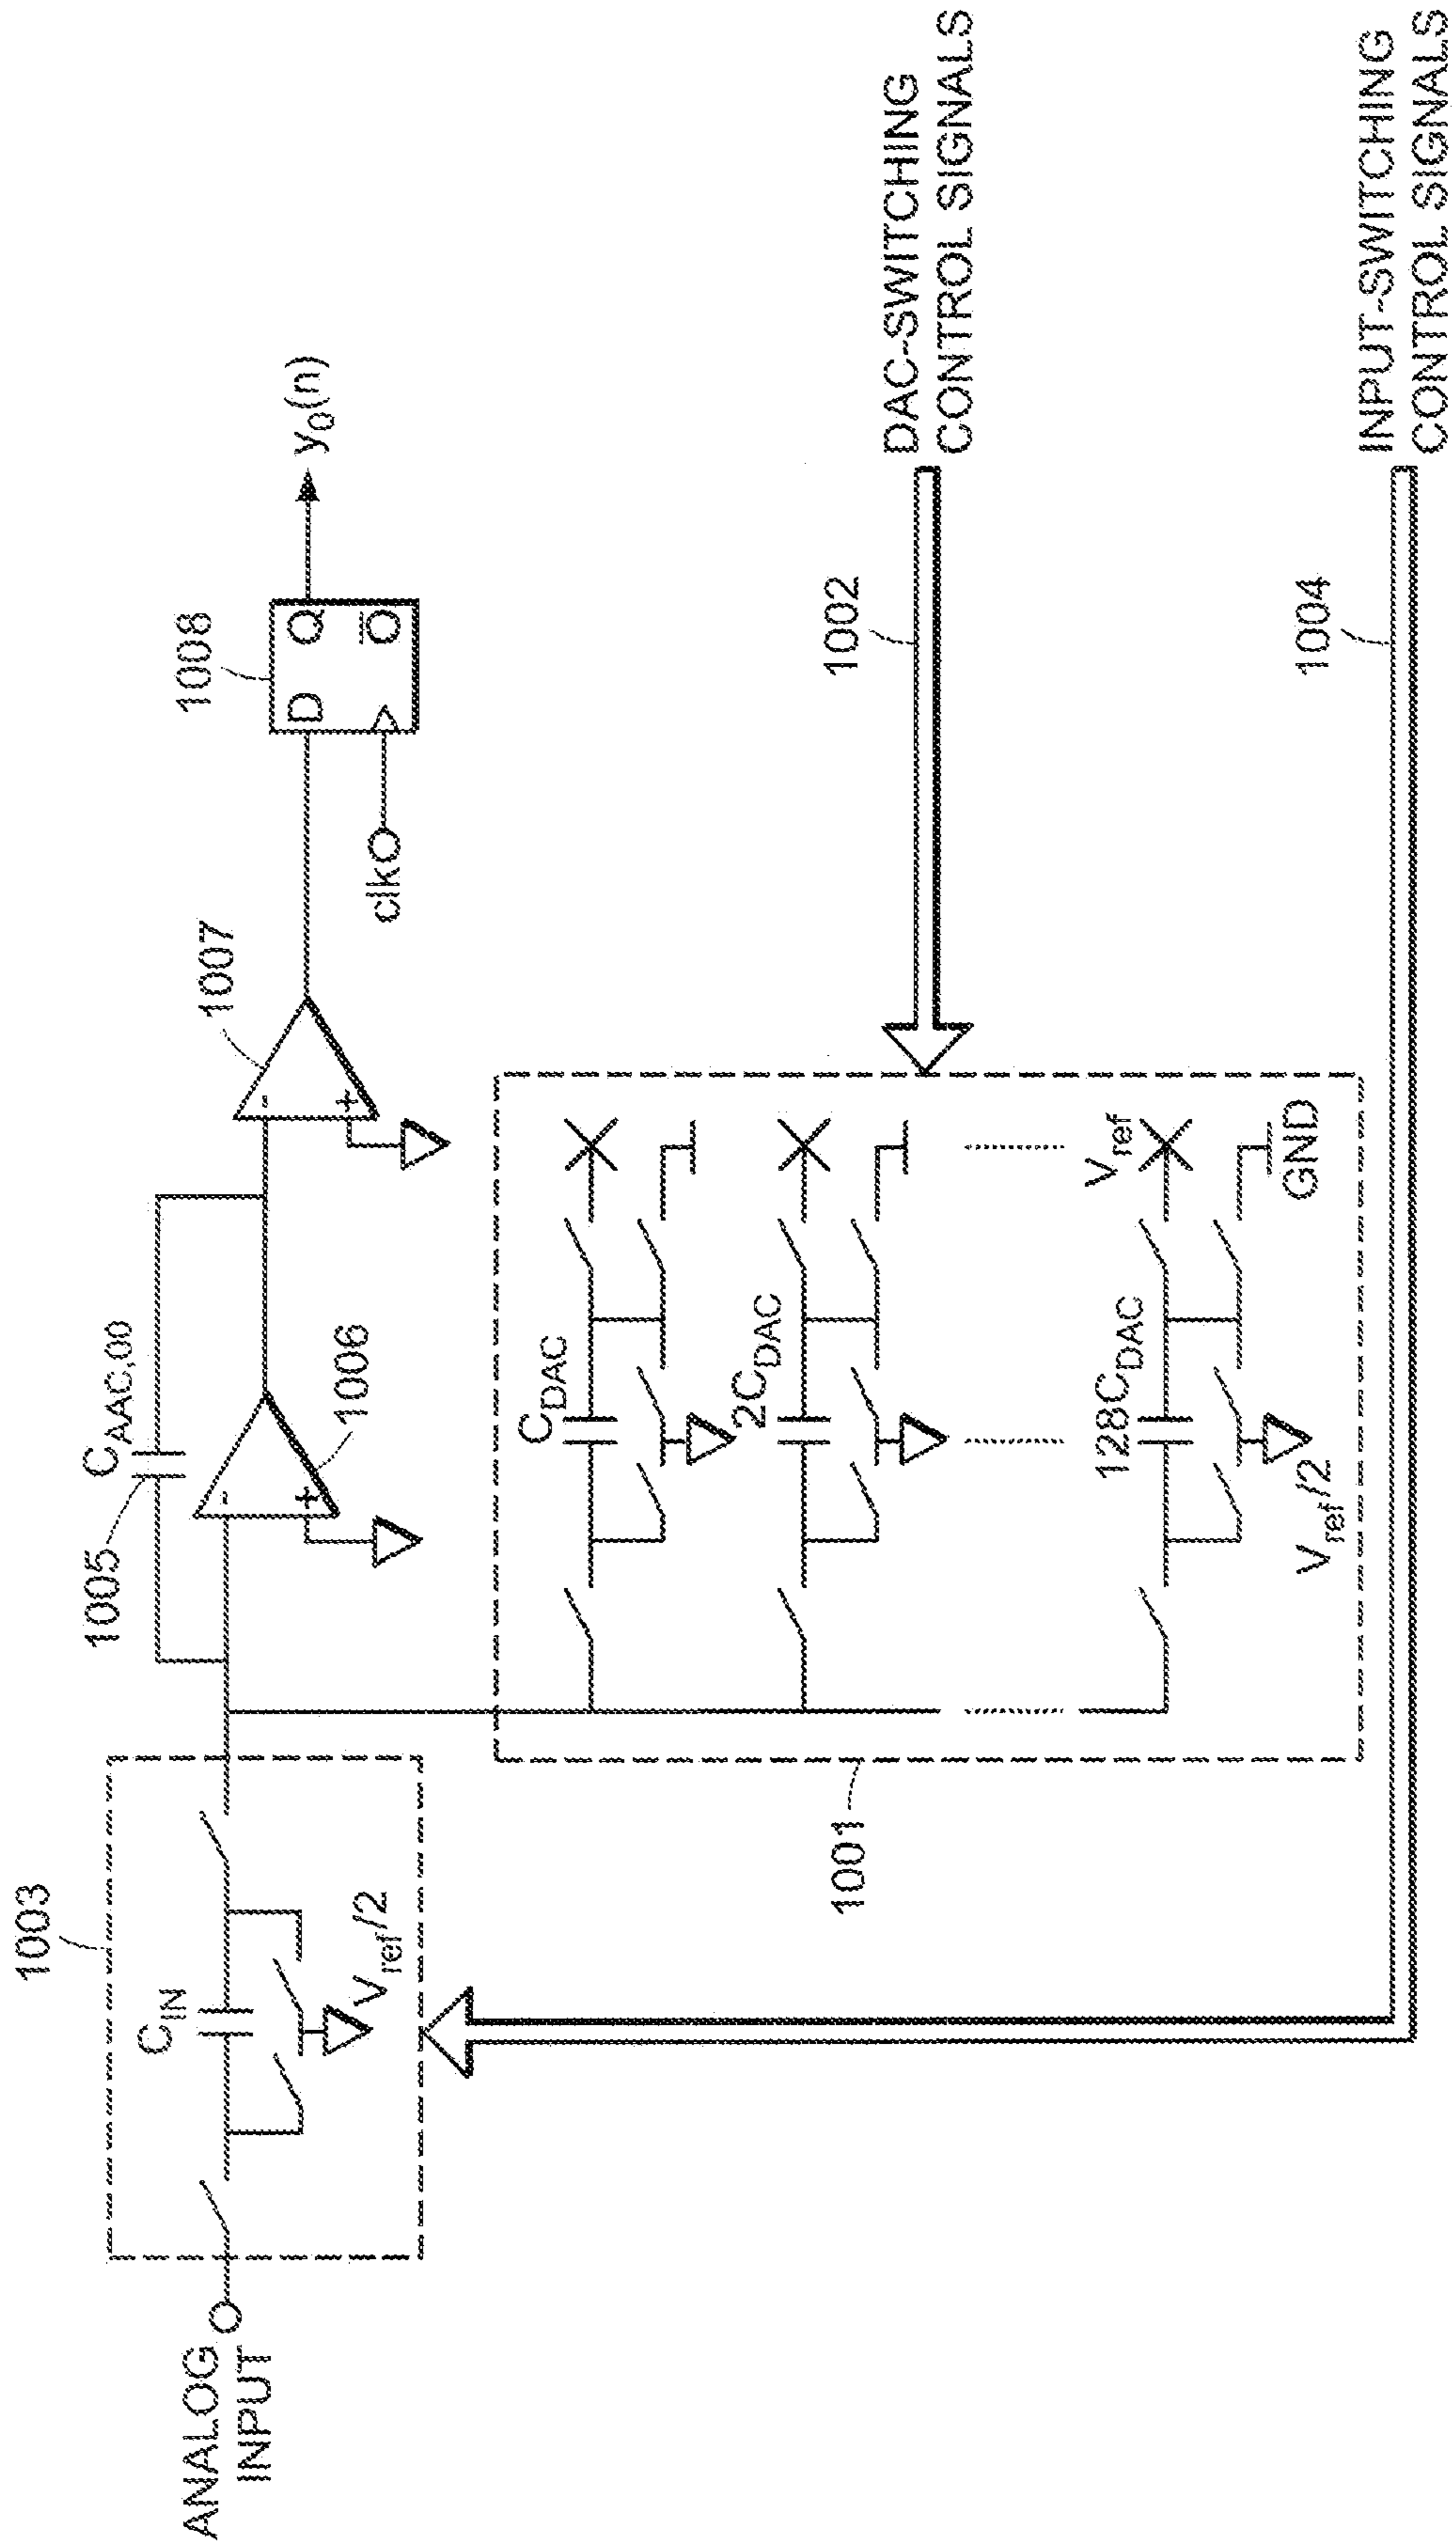 1003
C_IN
V_ref/2
ANALOG
INPUT
1005
C_AAC,00
-
+
1006
1007
-
+
1008
D
Q
O̅
clk
y_0(n)
1001
C_DAC
2C_DAC
128C_DAC
V_ref
GND
V_ref/2
1002
DAC-SWITCHING
CONTROL SIGNALS
1004
INPUT-SWITCHING
CONTROL SIGNALS